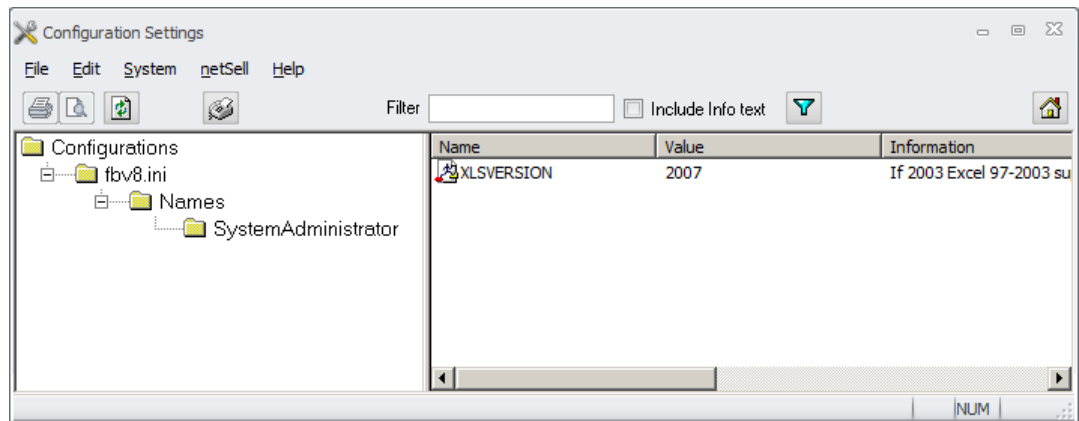 Configuration Settings
File Edit System netSell Help
Filter Include Info text
Configurations
fbv8.ini
Names
SystemAdministrator
Name Value Information
XLSVERSION 2007 If 2003 Excel 97-2003 su
NUM